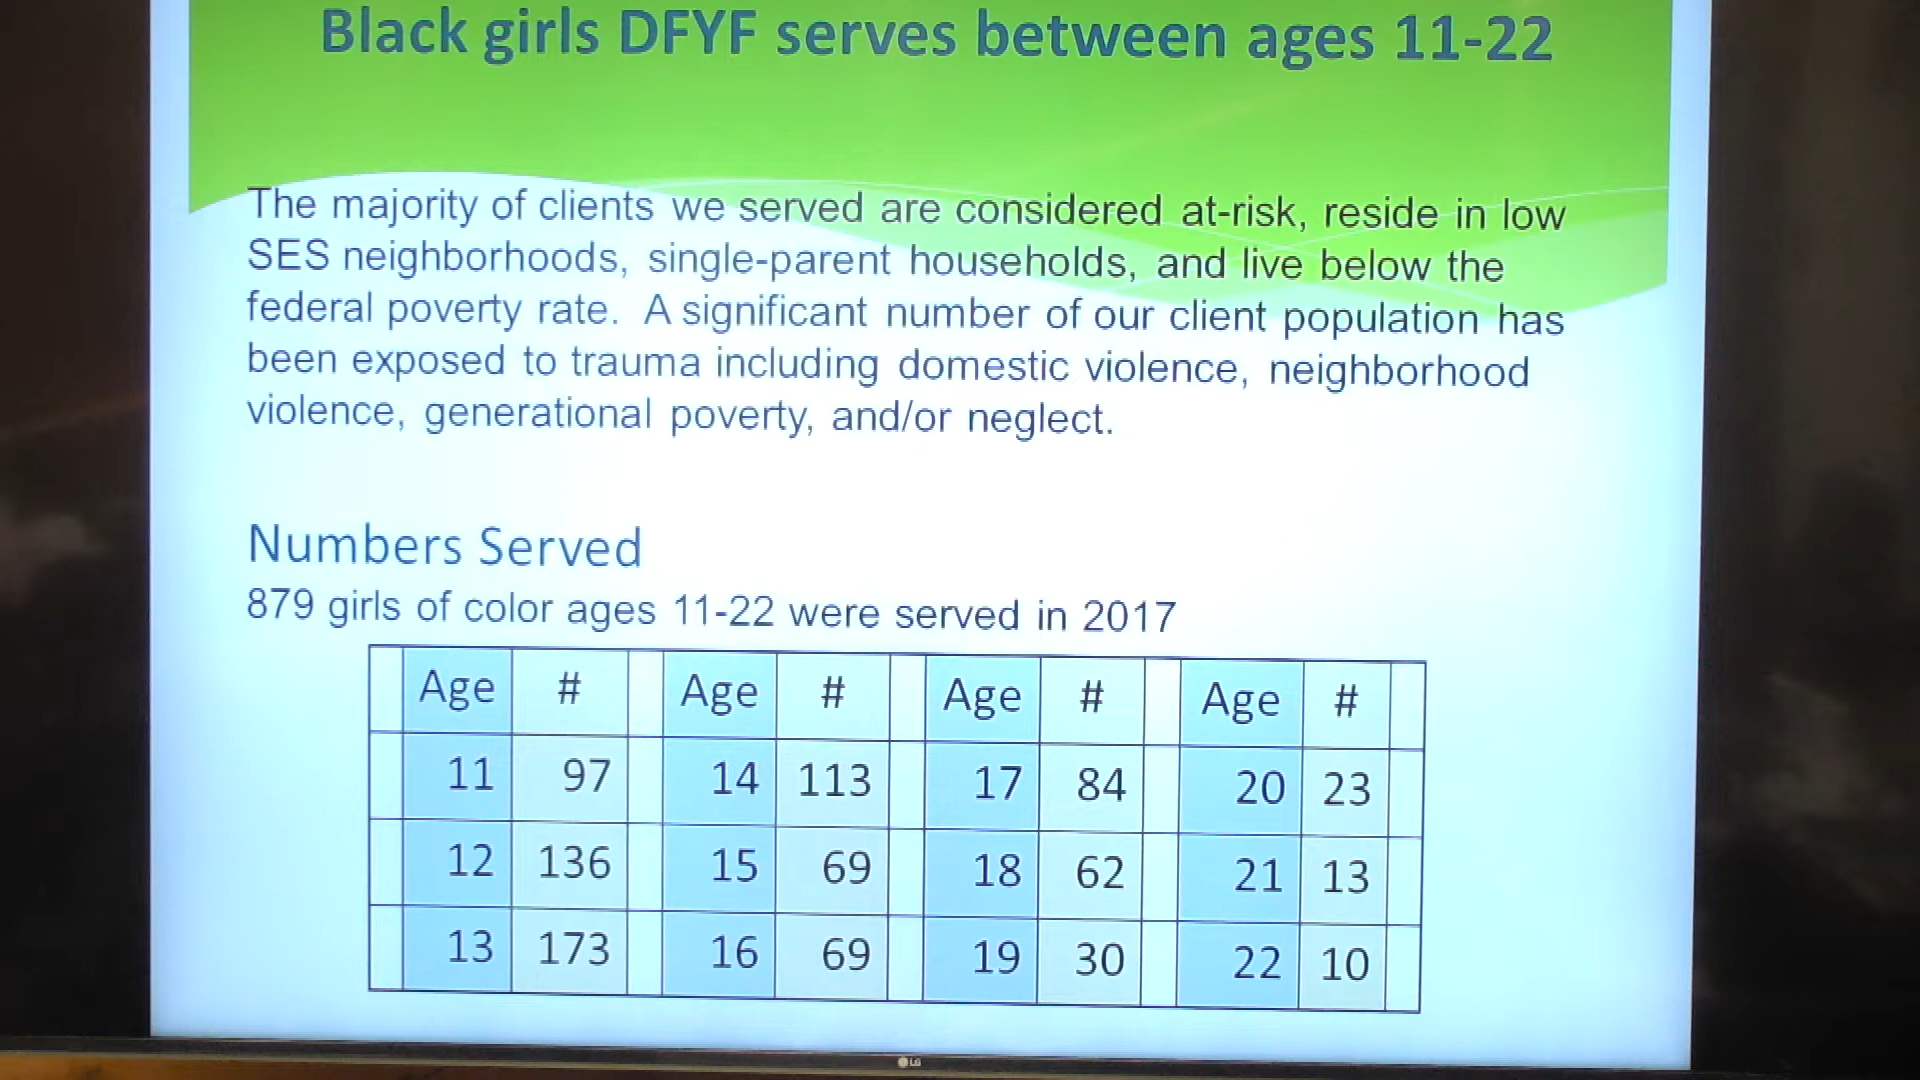 Black girls DFYF serves between ages 11-22
The majority of clients we served are considered at-risk, reside in low
SES neighborhoods, single-parent households, and live below the
federal poverty rate. A significant number of our client population has
been exposed to trauma including domestic violence, neighborhood
violence, generational poverty, and/or neglect.
Numbers Served
879 girls of color ages 11-22 were served in 2017
Age # Age # Age # Age #
11 97 14 113 17 84 20 23
12 136 15 69 18 62 21 13
13 173 16 69 19 30 22 10
LG